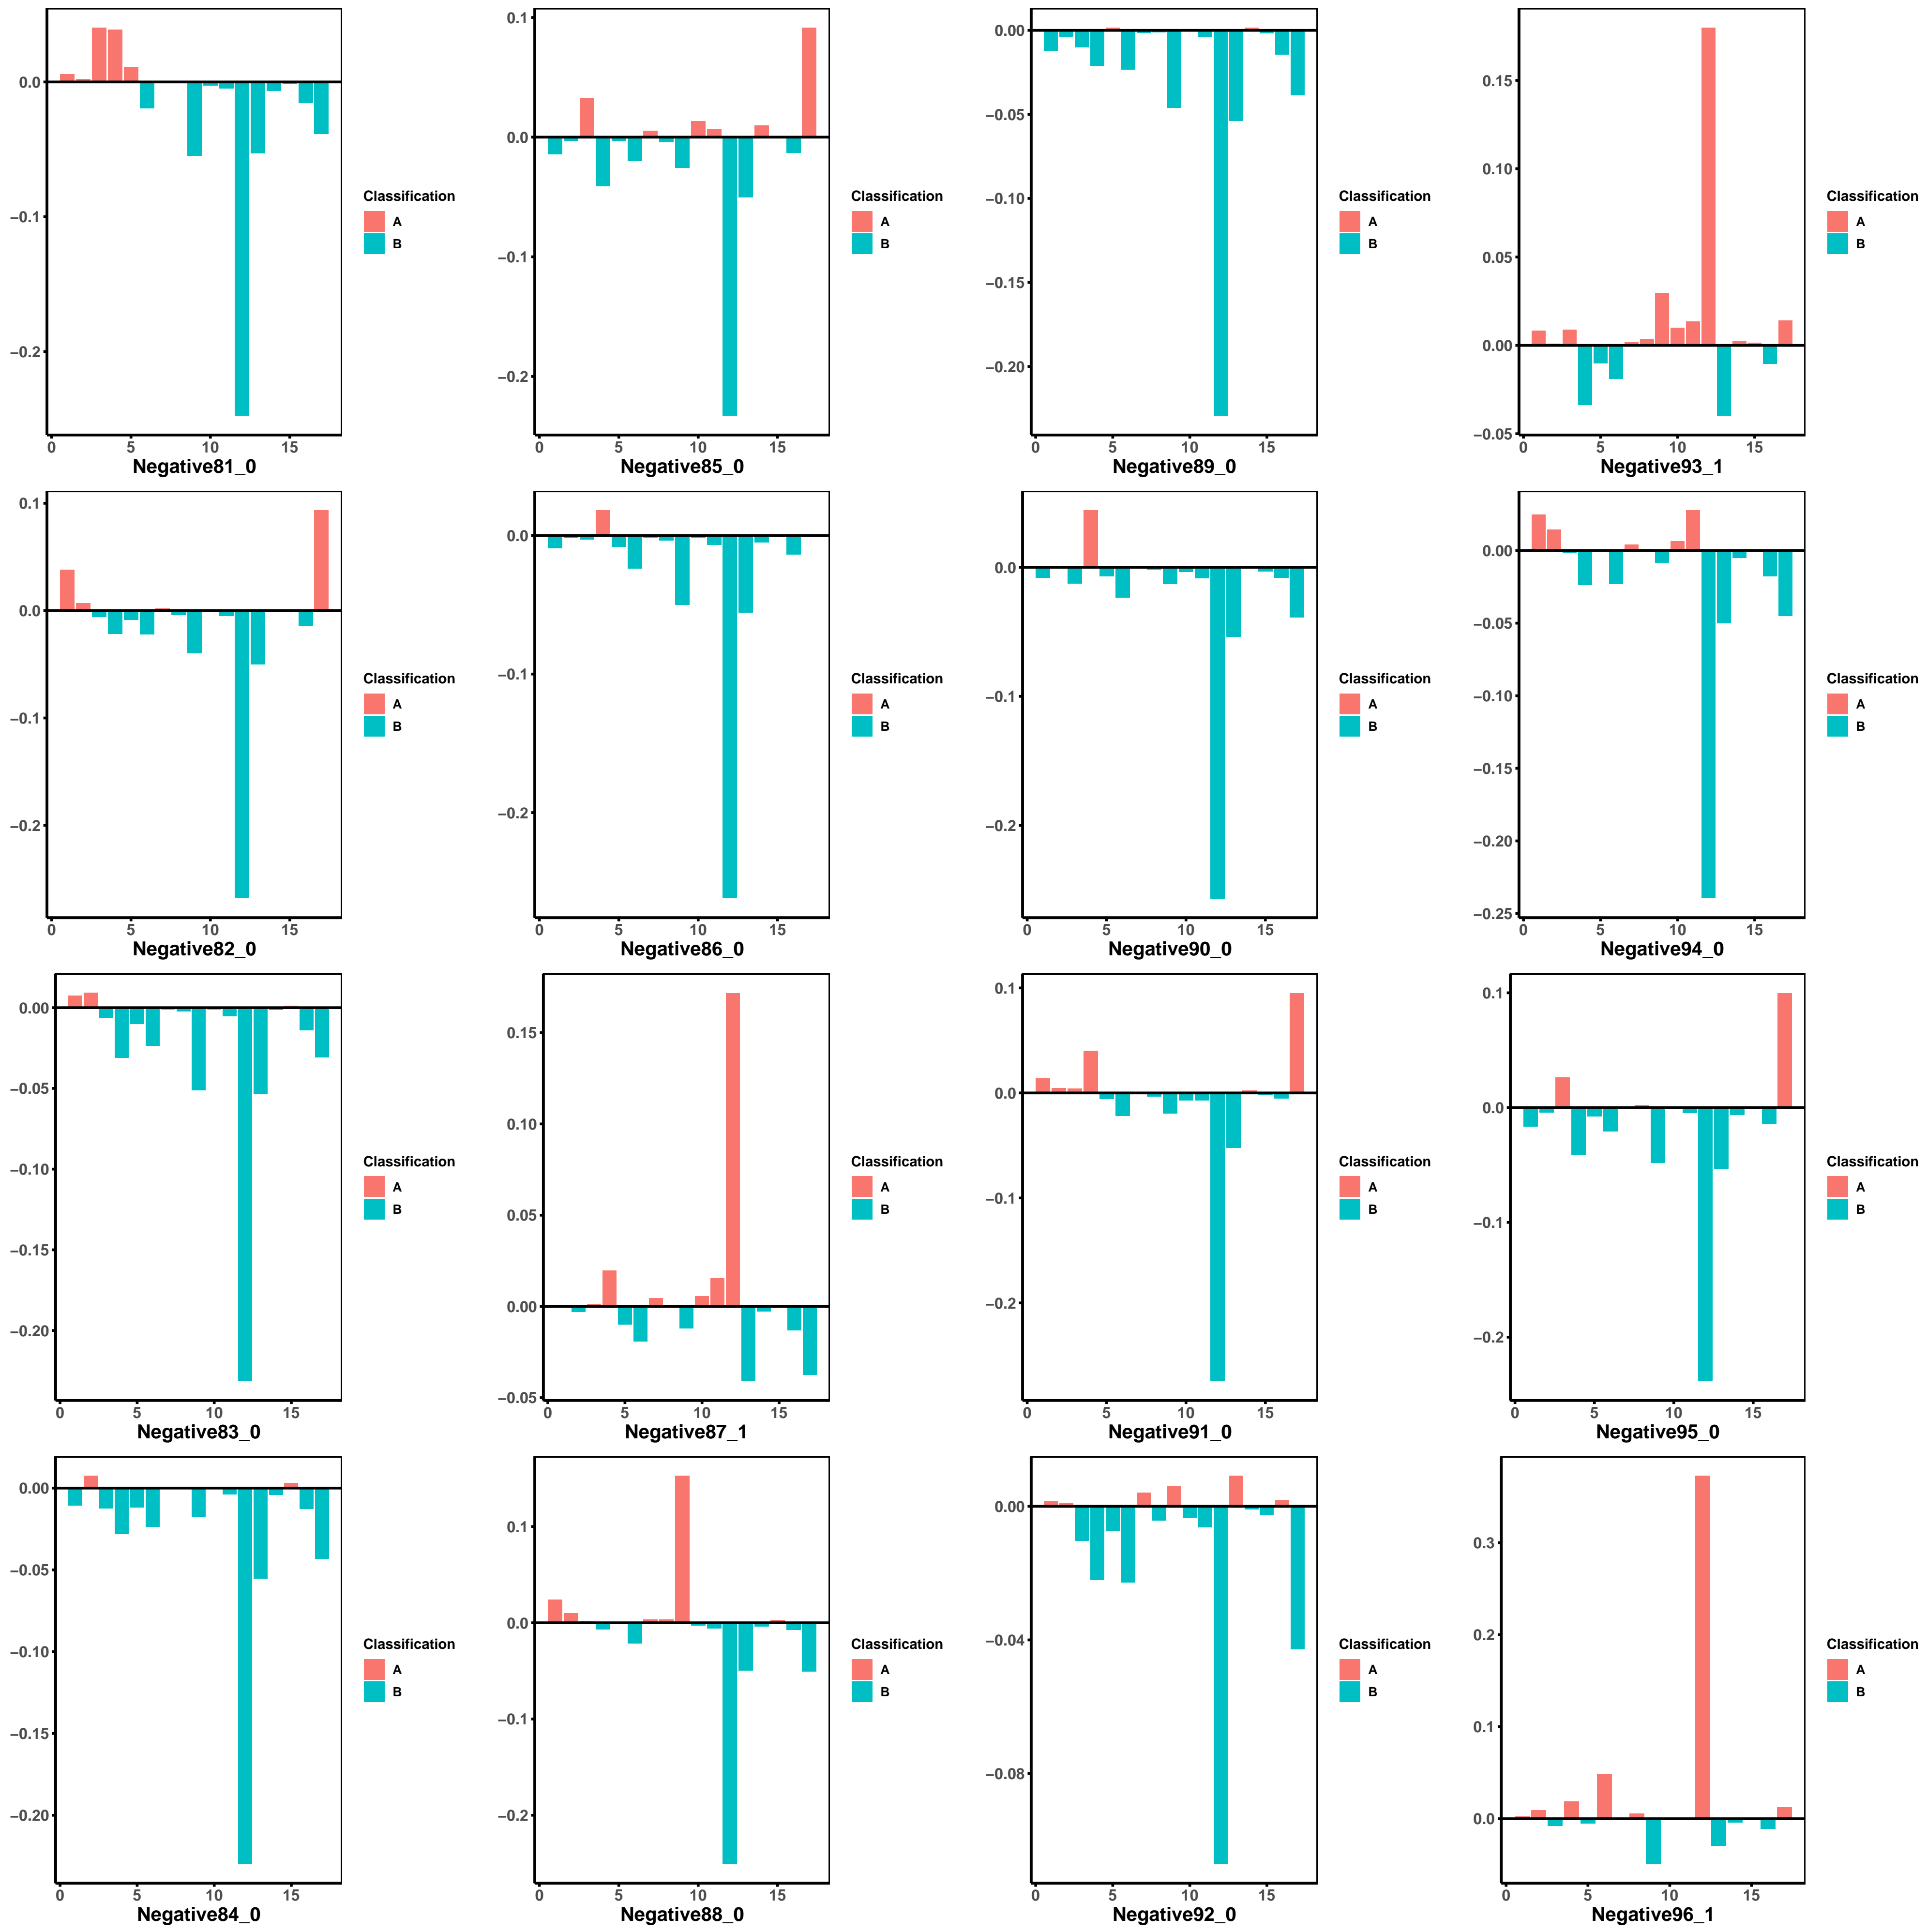 0.0
−0.1
−0.2
0 5 10 15
Negative81_0
Classification
A
B
0.1
0.0
−0.1
−0.2
0 5 10 15
Negative85_0
Classification
A
B
0.00
−0.05
−0.10
−0.15
−0.20
0 5 10 15
Negative89_0
Classification
A
B
0.15
0.10
0.05
0.00
−0.05
0 5 10 15
Negative93_1
Classification
A
B
0.1
0.0
−0.1
−0.2
0 5 10 15
Negative82_0
Classification
A
B
0.0
−0.1
−0.2
0 5 10 15
Negative86_0
Classification
A
B
0.0
−0.1
−0.2
0 5 10 15
Negative90_0
Classification
A
B
0.00
−0.05
−0.10
−0.15
−0.20
−0.25
0 5 10 15
Negative94_0
Classification
A
B
0.00
−0.05
−0.10
−0.15
−0.20
0 5 10 15
Negative83_0
Classification
A
B
0.15
0.10
0.05
0.00
−0.05
0 5 10 15
Negative87_1
Classification
A
B
0.1
0.0
−0.1
−0.2
0 5 10 15
Negative91_0
Classification
A
B
0.1
0.0
−0.1
−0.2
0 5 10 15
Negative95_0
Classification
A
B
0.00
−0.05
−0.10
−0.15
−0.20
0 5 10 15
Negative84_0
Classification
A
B
0.1
0.0
−0.1
−0.2
0 5 10 15
Negative88_0
Classification
A
B
0.00
−0.04
−0.08
0 5 10 15
Negative92_0
Classification
A
B
0.3
0.2
0.1
0.0
0 5 10 15
Negative96_1
Classification
A
B